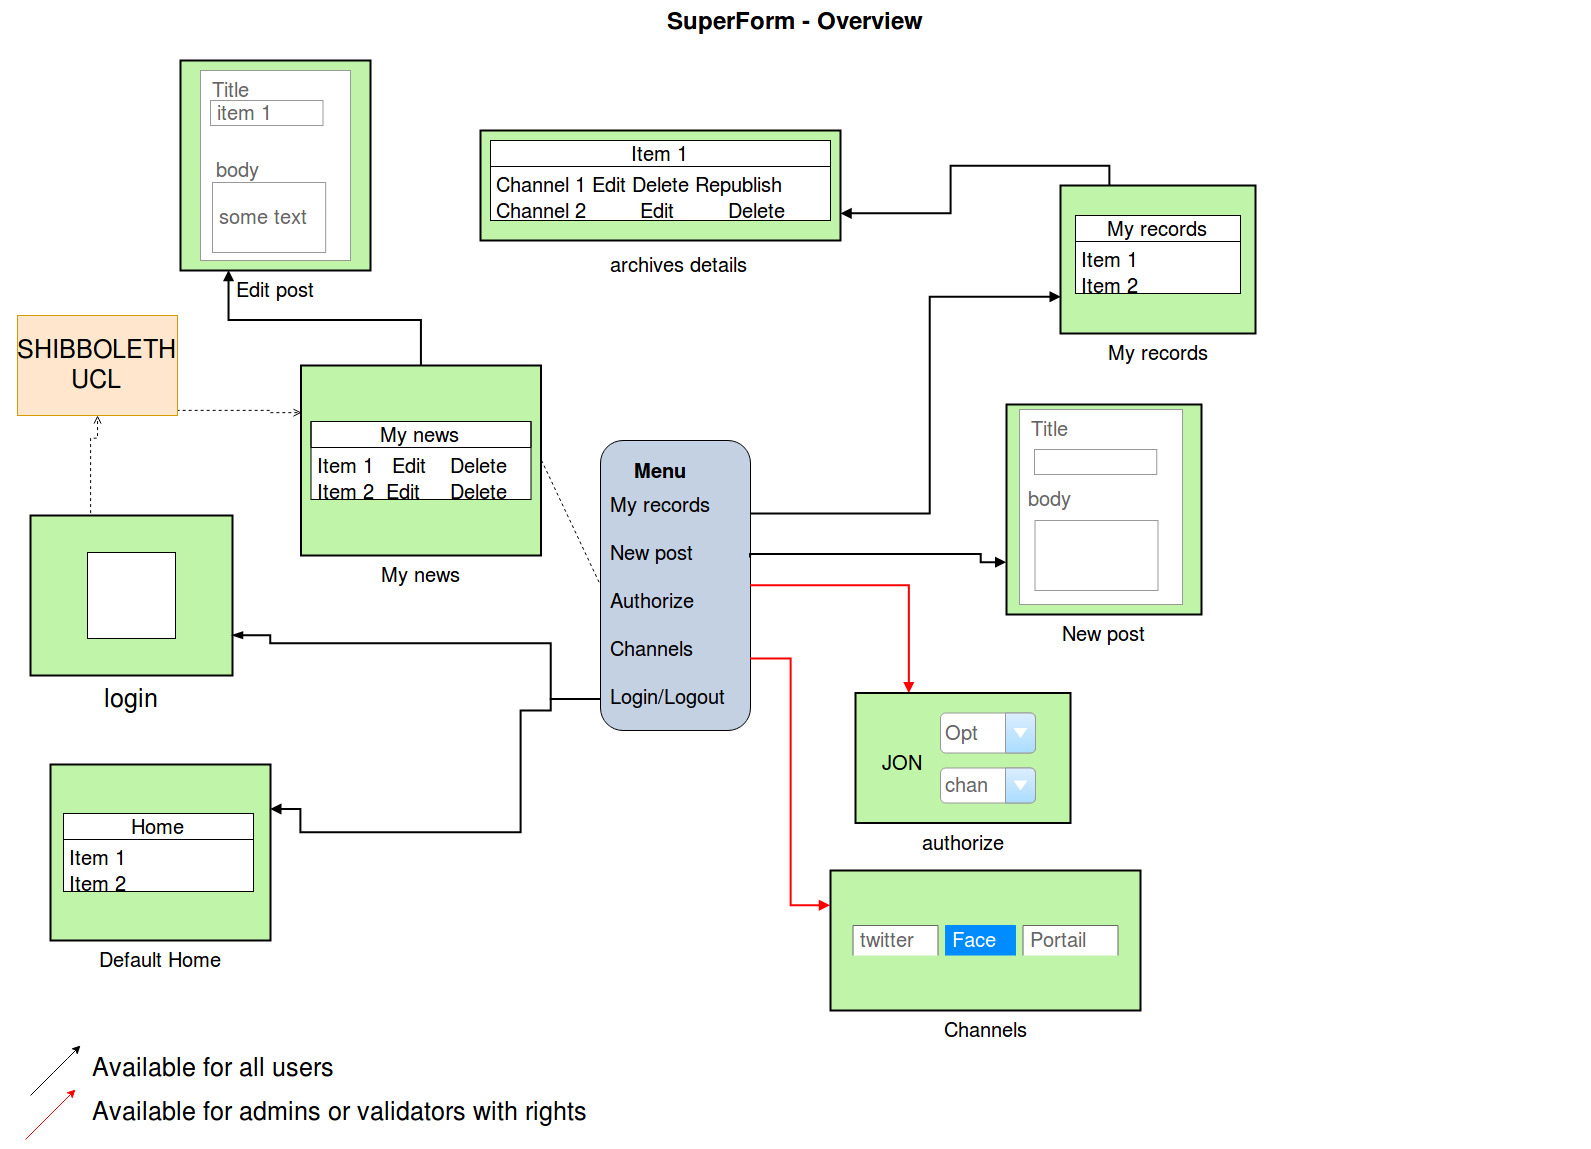 SuperForm - Overview
Title
item 1
body
some text
Edit post
Item 1
Channel 1 Edit Delete Republish
Channel 2 Edit Delete
archives details
My records
Item 1
Item 2
My records
SHIBBOLETH
UCL
My news
Item 1 Edit Delete
Item 2 Edit Delete
My news
Menu
My records
New post
Authorize
Channels
Login/Logout
Title
body
New post
login
JON
Opt
chan
authorize
Home
Item 1
Item 2
Default Home
twitter
Face
Portail
Channels
Available for all users
Available for admins or validators with rights